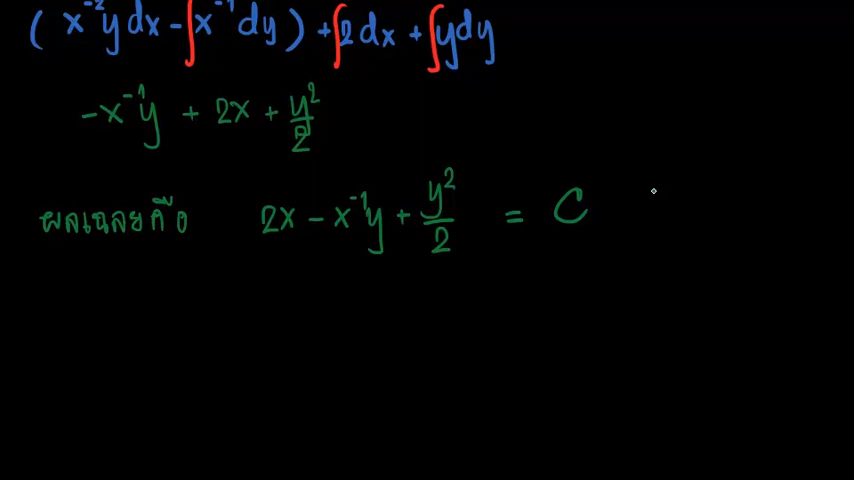 ( x⁻²y dx - ∫x⁻¹ dy ) + ∫2 dx + ∫y dy
-x⁻¹y + 2x + y²/2
ผลเฉลยคือ 2x - x⁻¹y + y²/2 = C